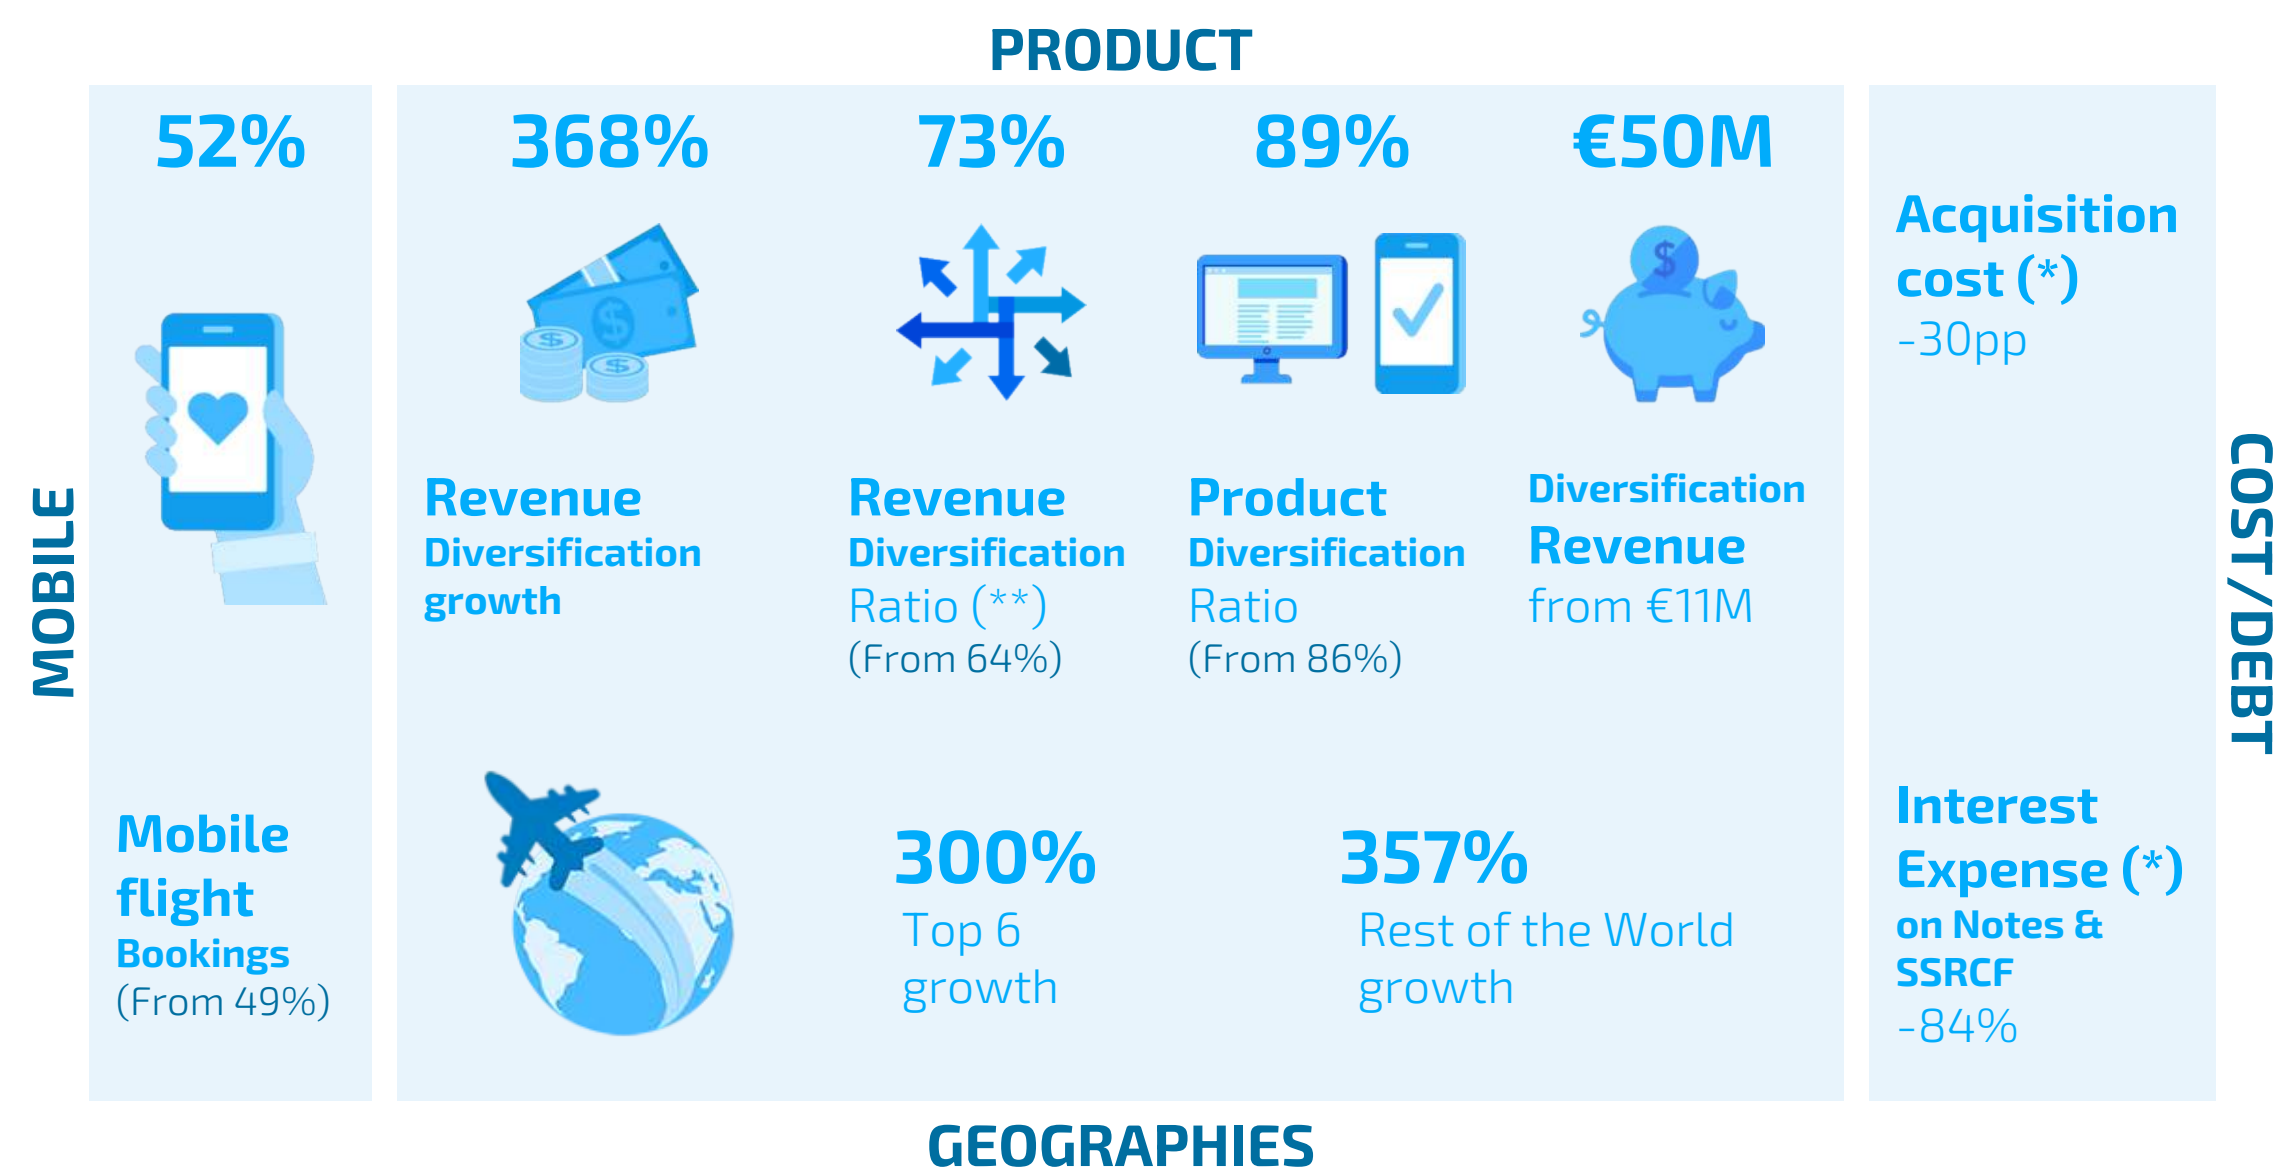 PRODUCT
MOBILE
52%
Mobile
flight
Bookings
(From 49%)
368%
Revenue
Diversification
growth
73%
Revenue
Diversification
Ratio (**)
(From 64%)
89%
Product
Diversification
Ratio
(From 86%)
€50M
Diversification
Revenue
from €11M
300%
Top 6
growth
357%
Rest of the World
growth
Acquisition
cost (*)
-30pp
Interest
Expense (*)
on Notes &
SSRCF
-84%
COST/DEBT
GEOGRAPHIES